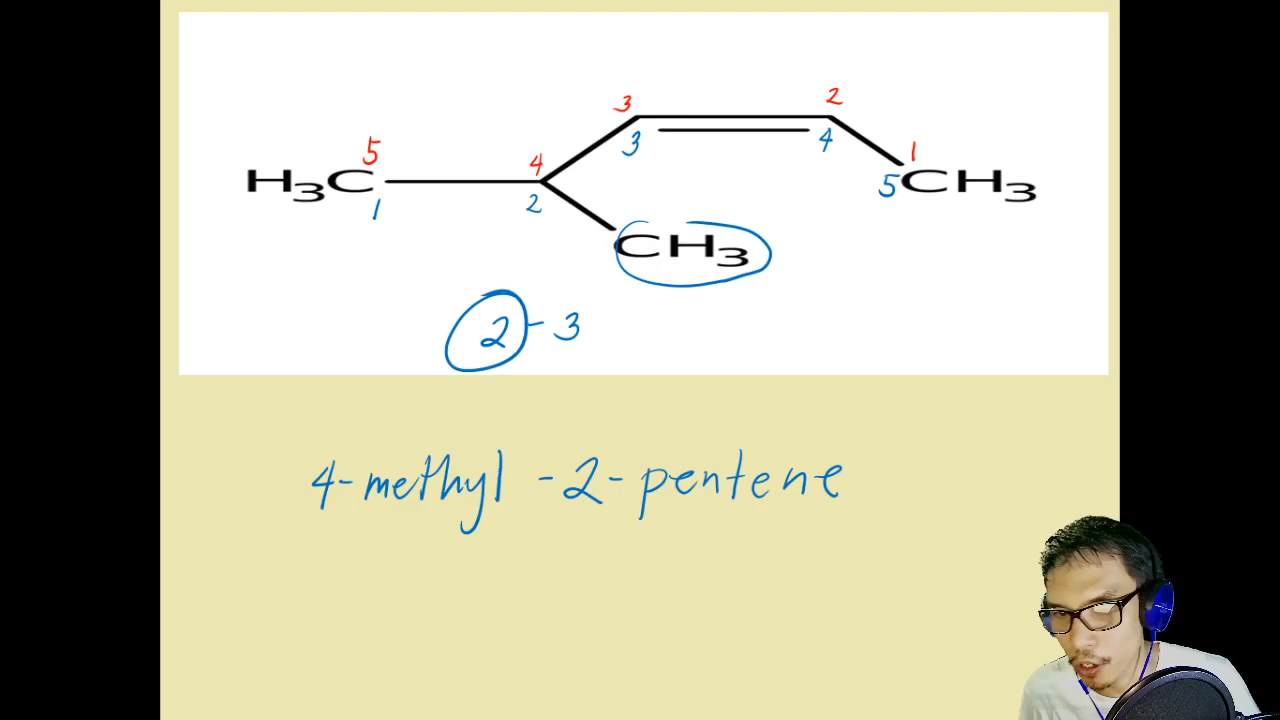 3 2
5 4 3 4 1
H3C 5CH3
1 2
CH3
2-3
4-methyl -2-pentene